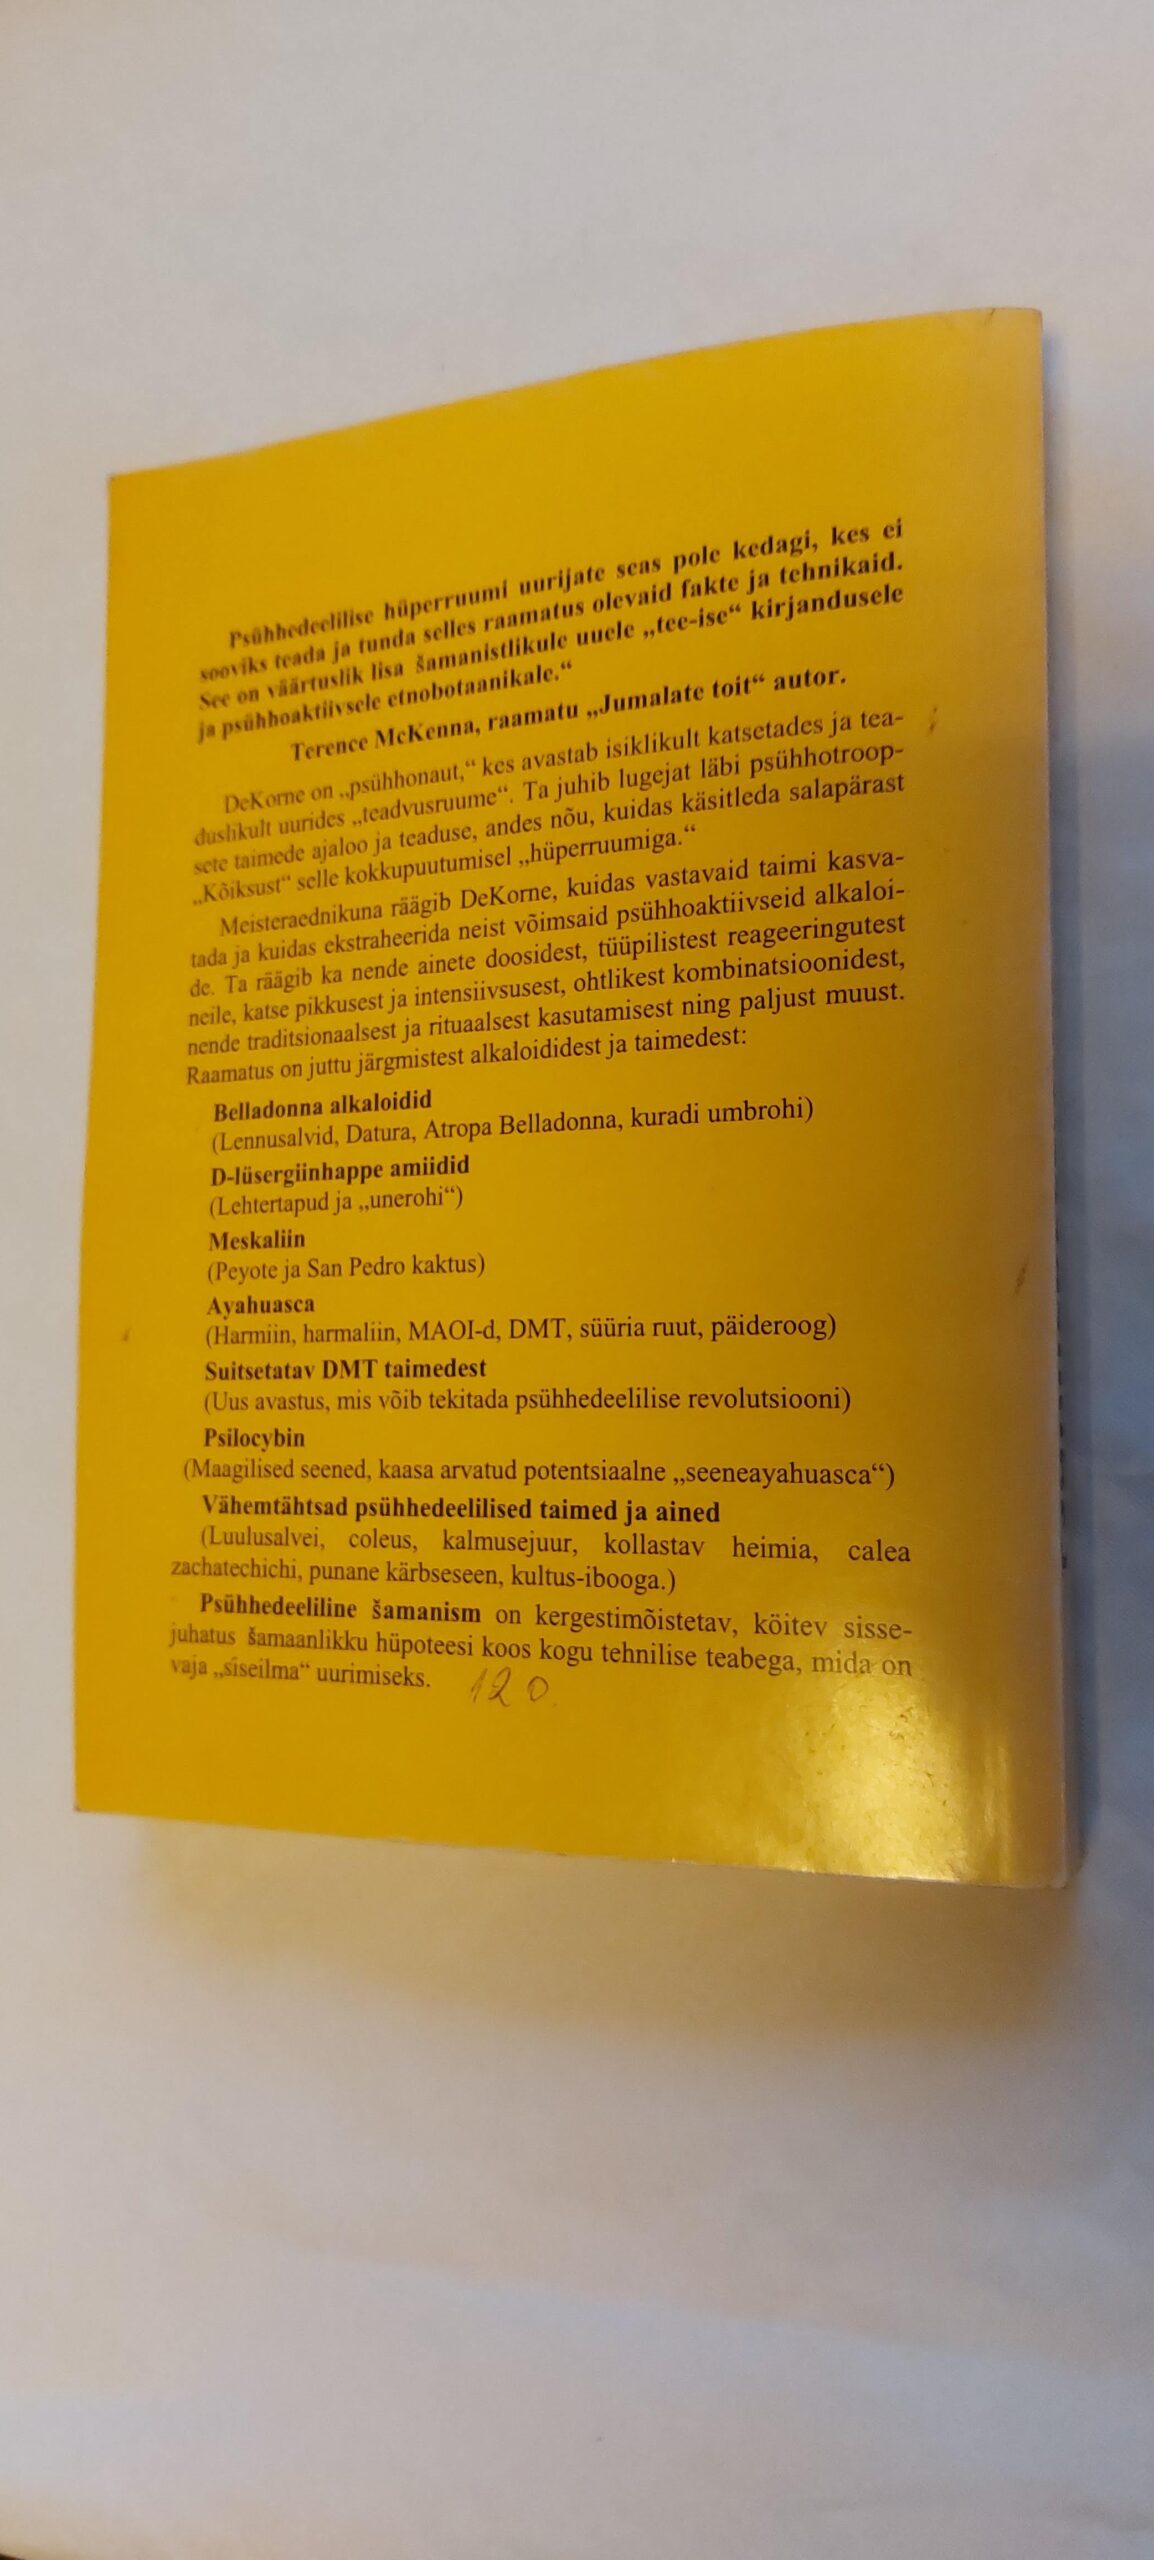 Psühhedeelilise hüperruumi uurijate seas pole kedagi, kes ei
sooviks teada ja tunda selles raamatus olevaid fakte ja tehnikaid.
See on väärtuslik lisa šamanistlikule uuele „tee-ise“ kirjandusele
ja psühhoaktiivsele etnobotaanikale.“
Terence McKenna, raamatu „Jumalate toit“ autor.
DeKorne on „psühhonaut,“ kes avastab isiklikult katsetades ja tea-
duslikult uurides „teadvusruume“. Ta juhib lugejat läbi psühhotroop-
sete taimede ajaloo ja teaduse, andes nõu, kuidas käsitleda salapärast
„Kõiksust“ selle kokkupuutumisel „hüperruumiga.“
Meisteraednikuna räägib DeKorne, kuidas vastavaid taimi kasva-
tada ja kuidas ekstraheerida neist võimsaid psühhoaktiivseid alkaloi-
de. Ta räägib ka nende ainete doosidest, tüüpilistest reageeringutest
neile, katse pikkusest ja intensiivsusest, ohtlikest kombinatsioonidest,
nende traditsionaalsest ja rituaalsest kasutamisest ning paljust muust.
Raamatus on juttu järgmistest alkaloididest ja taimedest:
Belladonna alkaloidid
(Lennusalvid, Datura, Atropa Belladonna, kuradi umbrohi)
D-lüsergiinhappe amiidid
(Lehtertapud ja „unerohi“)
Meskaliin
(Peyote ja San Pedro kaktus)
Ayahuasca
(Harmiin, harmaliin, MAOI-d, DMT, süüria ruut, päideroog)
Suitsetatav DMT taimedest
(Uus avastus, mis võib tekitada psühhedeelilise revolutsiooni)
Psilocybin
(Maagilised seened, kaasa arvatud potentsiaalne „seeneayahuasca“)
Vähemtähtsad psühhedeelilised taimed ja ained
(Luulusalvei, coleus, kalmusejuur, kollastav heimia, calea
zachatechichi, punane kärbseseen, kultus-ibooga.)
Psühhedeeliline šamanism on kergestimõistetav, köitev sisse-
juhatus šamaanlikku hüpoteesi koos kogu tehnilise teabega, mida on
vaja „siseilma“ uurimiseks.
120